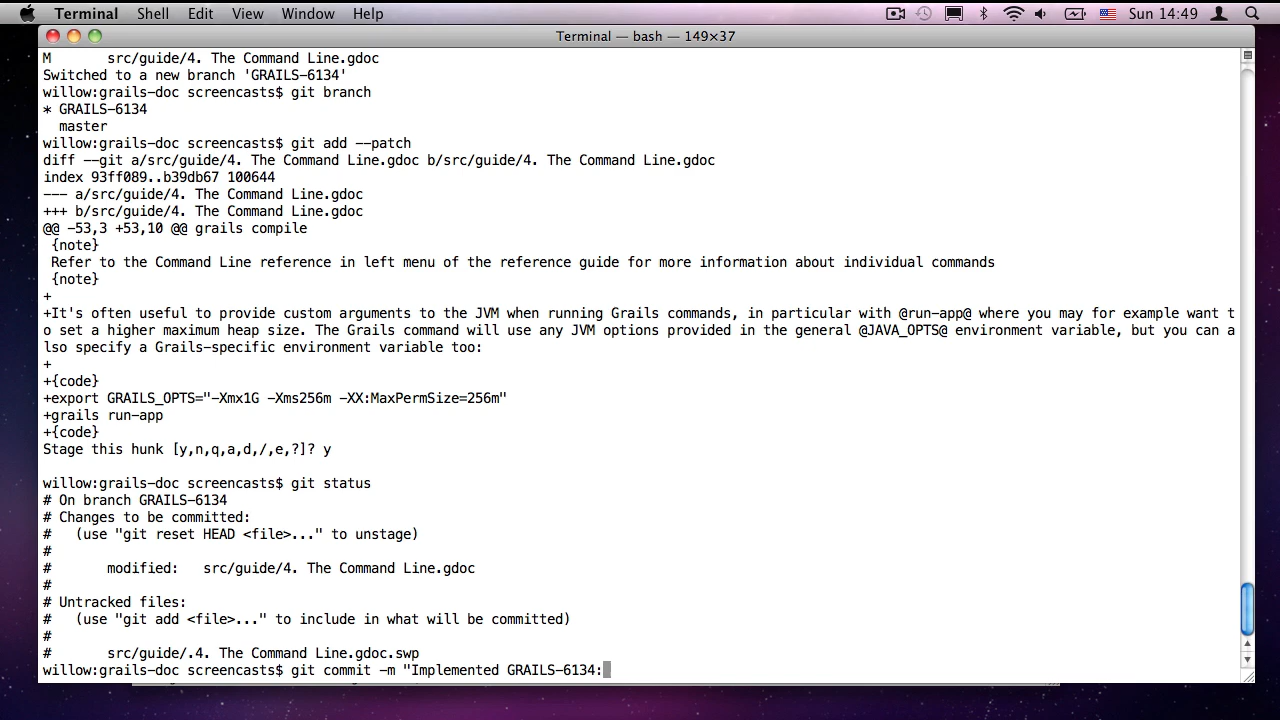 Terminal Shell Edit View Window Help Sun 14:49
Terminal — bash — 149×37
M       src/guide/4. The Command Line.gdoc
Switched to a new branch 'GRAILS-6134'
willow:grails-doc screencasts$ git branch
* GRAILS-6134
  master
willow:grails-doc screencasts$ git add --patch
diff --git a/src/guide/4. The Command Line.gdoc b/src/guide/4. The Command Line.gdoc
index 93ff089..b39db67 100644
--- a/src/guide/4. The Command Line.gdoc
+++ b/src/guide/4. The Command Line.gdoc
@@ -53,3 +53,10 @@ grails compile
 {note}
 Refer to the Command Line reference in left menu of the reference guide for more information about individual commands
 {note}
+
+It's often useful to provide custom arguments to the JVM when running Grails commands, in particular with @run-app@ where you may for example want t
o set a higher maximum heap size. The Grails command will use any JVM options provided in the general @JAVA_OPTS@ environment variable, but you can a
lso specify a Grails-specific environment variable too:
+
+{code}
+export GRAILS_OPTS="-Xmx1G -Xms256m -XX:MaxPermSize=256m"
+grails run-app
+{code}
Stage this hunk [y,n,q,a,d,/,e,?]? y
willow:grails-doc screencasts$ git status
# On branch GRAILS-6134
# Changes to be committed:
#   (use "git reset HEAD <file>..." to unstage)
#
#       modified:   src/guide/4. The Command Line.gdoc
#
# Untracked files:
#   (use "git add <file>..." to include in what will be committed)
#
#       src/guide/.4. The Command Line.gdoc.swp
willow:grails-doc screencasts$ git commit -m "Implemented GRAILS-6134: